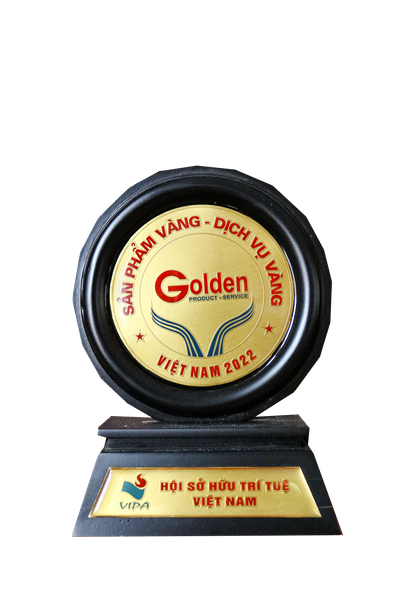 SẢN PHẨM VÀNG - DỊCH VỤ VÀNG
Golden
PRODUCT - SERVICE
VIỆT NAM 2022
VIPA
HỘI SỞ HỮU TRÍ TUỆ
VIỆT NAM